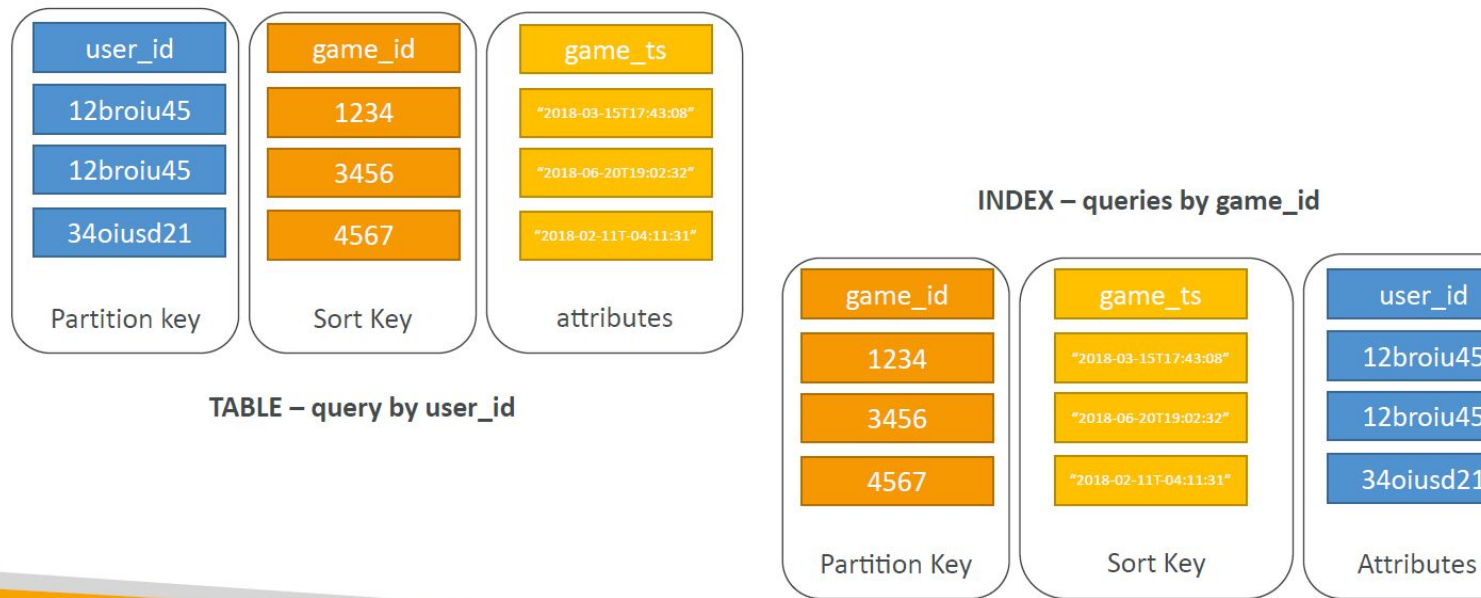 user_id game_id game_ts
12broiu45 1234 “2018-03-15T17:43:08”
12broiu45 3456 “2018-06-20T19:02:32”
34oiusd21 4567 “2018-02-11T-04:11:31”
Partition key Sort Key attributes
TABLE – query by user_id
INDEX – queries by game_id
game_id game_ts user_id
1234 “2018-03-15T17:43:08” 12broiu45
3456 “2018-06-20T19:02:32” 12broiu45
4567 “2018-02-11T-04:11:31” 34oiusd21
Partition Key Sort Key Attributes